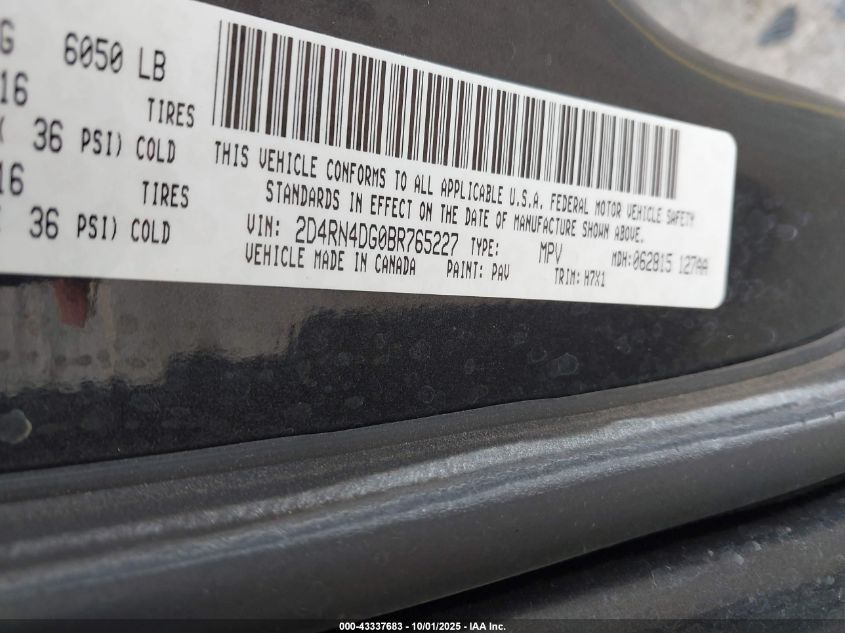 G 6050 LB
16 TIRES
36 PSI) COLD
16 TIRES
36 PSI) COLD
THIS VEHICLE CONFORMS TO ALL APPLICABLE U.S.A. FEDERAL MOTOR VEHICLE SAFETY
STANDARDS IN EFFECT ON THE DATE OF MANUFACTURE SHOWN ABOVE.
VIN: 2D4RN4DG0BR765227 TYPE: MPV MDH:062815 127AA
VEHICLE MADE IN CANADA PAINT: PAV TRIM: H7X1
000-43337683 - 10/01/2025 - IAA Inc.